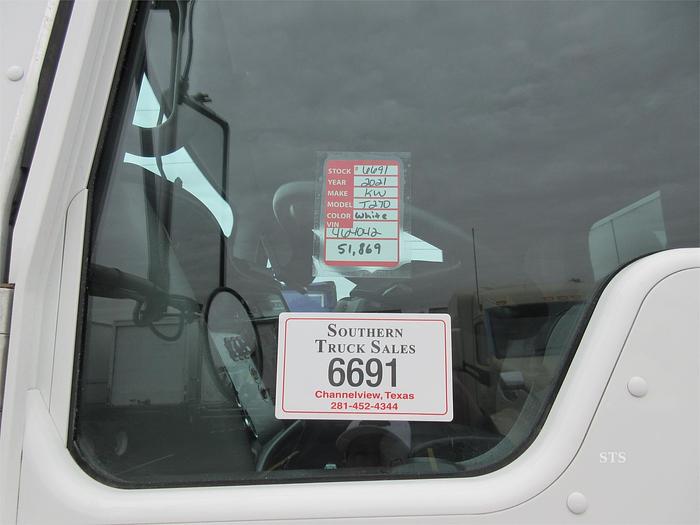 STOCK # 6691
YEAR 2021
MAKE KW
MODEL T270
COLOR White
VIN
464042
51,869
SOUTHERN
TRUCK SALES
6691
Channelview, Texas
281-452-4344
STS